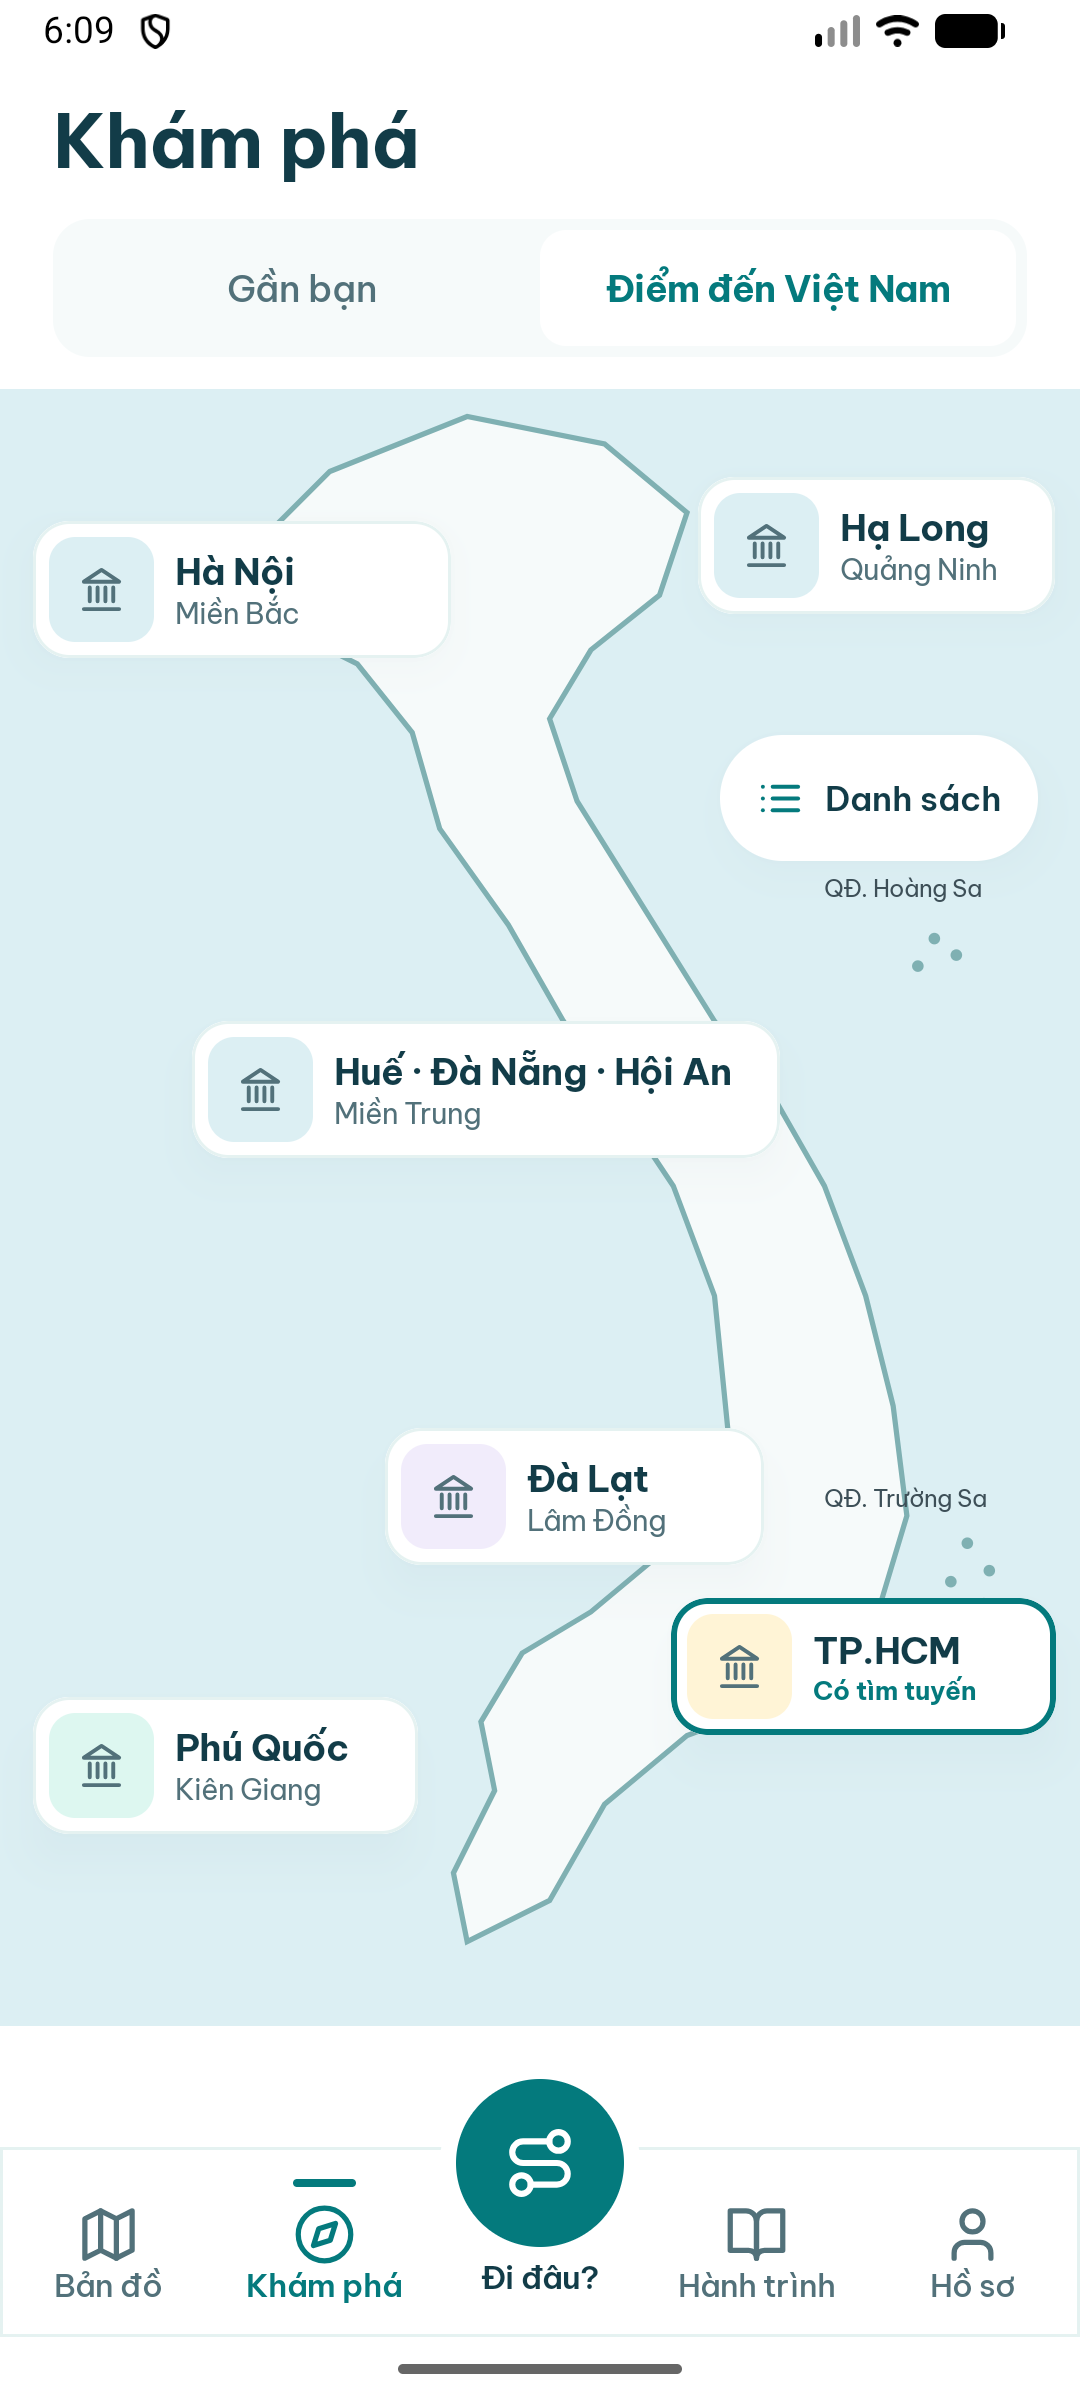 6:09
Khám phá
Gần bạn
Điểm đến Việt Nam
Hạ Long
Quảng Ninh
Hà Nội
Miền Bắc
Danh sách
QĐ. Hoàng Sa
Huế · Đà Nẵng · Hội An
Miền Trung
Đà Lạt
Lâm Đồng
QĐ. Trường Sa
TP.HCM
Có tìm tuyến
Phú Quốc
Kiên Giang
Bản đồ
Khám phá
Đi đâu?
Hành trình
Hồ sơ